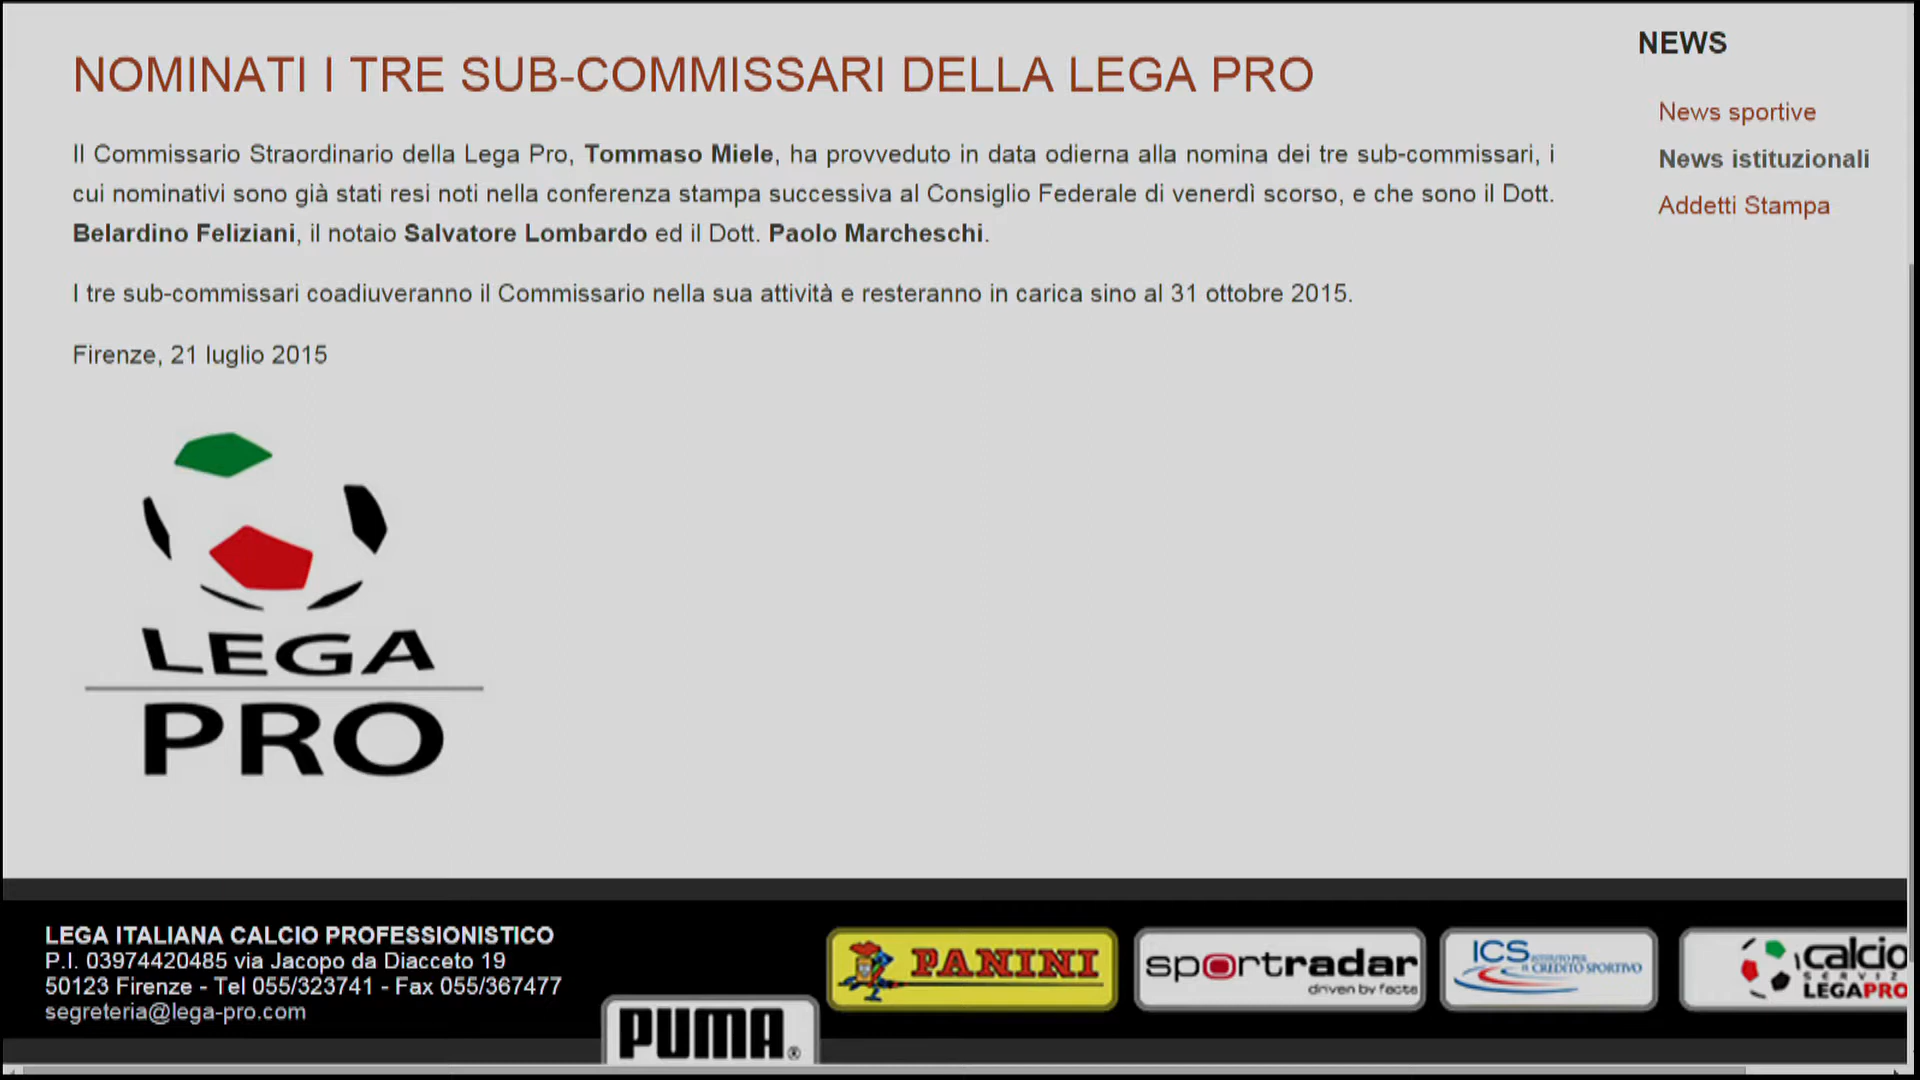 NOMINATI I TRE SUB-COMMISSARI DELLA LEGA PRO
Il Commissario Straordinario della Lega Pro, Tommaso Miele, ha provveduto in data odierna alla nomina dei tre sub-commissari, i
cui nominativi sono già stati resi noti nella conferenza stampa successiva al Consiglio Federale di venerdì scorso, e che sono il Dott.
Belardino Feliziani, il notaio Salvatore Lombardo ed il Dott. Paolo Marcheschi.
I tre sub-commissari coadiuveranno il Commissario nella sua attività e resteranno in carica sino al 31 ottobre 2015.
Firenze, 21 luglio 2015
LEGA
PRO
NEWS
News sportive
News istituzionali
Addetti Stampa
LEGA ITALIANA CALCIO PROFESSIONISTICO
P.I. 03974420485 via Jacopo da Diacceto 19
50123 Firenze - Tel 055/323741 - Fax 055/367477
segreteria@lega-pro.com
PUMA®
PANINI
sportradar
driven by facts
ICS ISTITUTO PER
IL CREDITO SPORTIVO
calcio
SERVIZI
LEGAPRO